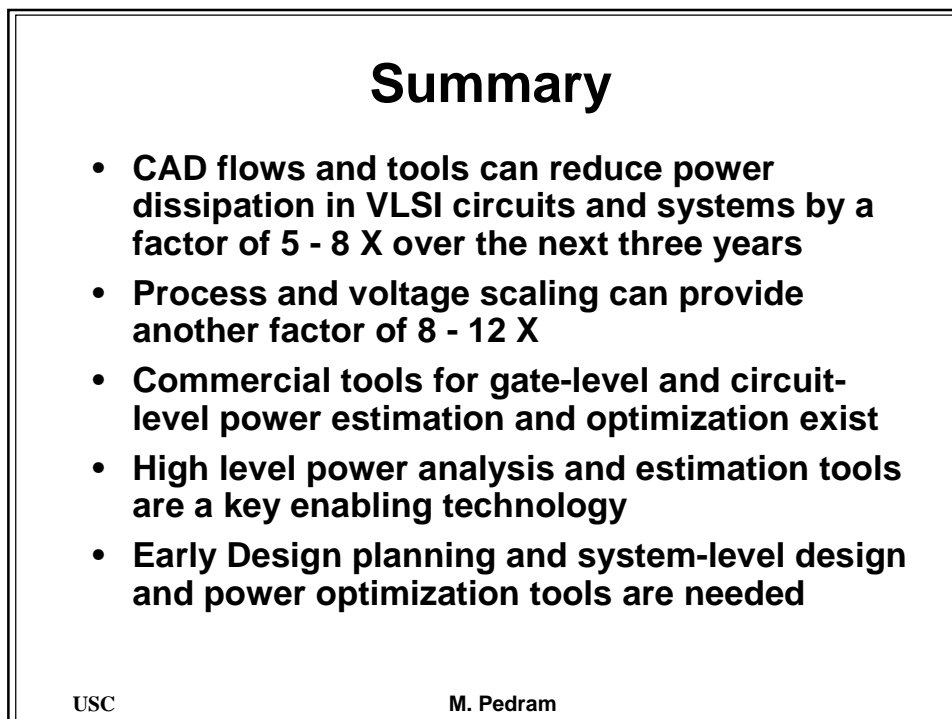 Summary
• CAD flows and tools can reduce power
dissipation in VLSI circuits and systems by a
factor of 5 - 8 X over the next three years
• Process and voltage scaling can provide
another factor of 8 - 12 X
• Commercial tools for gate-level and circuit-
level power estimation and optimization exist
• High level power analysis and estimation tools
are a key enabling technology
• Early Design planning and system-level design
and power optimization tools are needed
USC M. Pedram